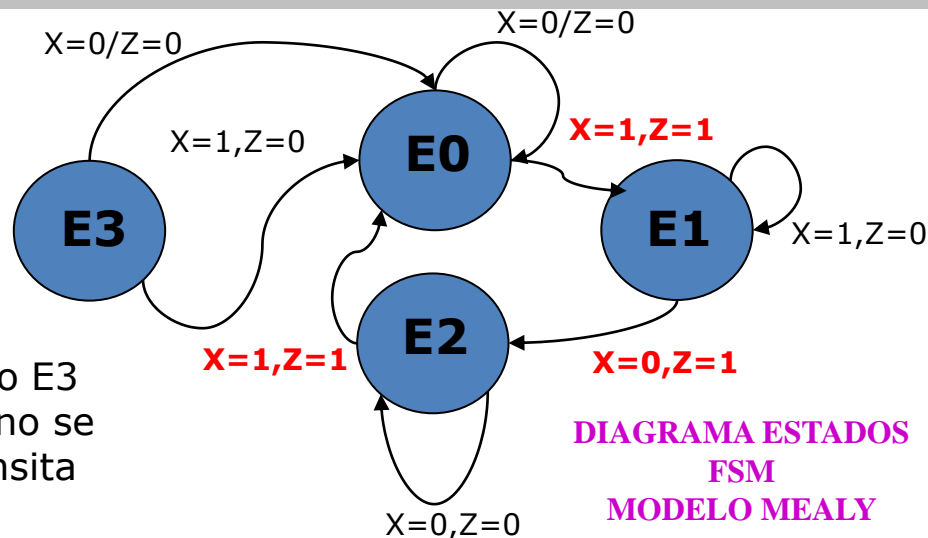 X=0/Z=0
X=0/Z=0
X=1,Z=0
E0
X=1,Z=1
E3
E1
X=1,Z=0
E2
X=1,Z=1
X=0,Z=1
o E3
no se
nsita
X=0,Z=0
DIAGRAMA ESTADOS
FSM
MODELO MEALY